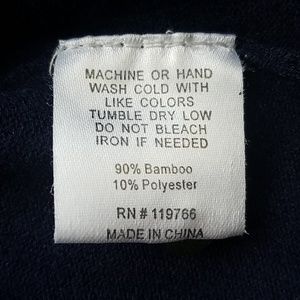 MACHINE OR HAND
WASH COLD WITH
LIKE COLORS
TUMBLE DRY LOW
DO NOT BLEACH
IRON IF NEEDED
90% Bamboo
10% Polyester
RN # 119766
MADE IN CHINA